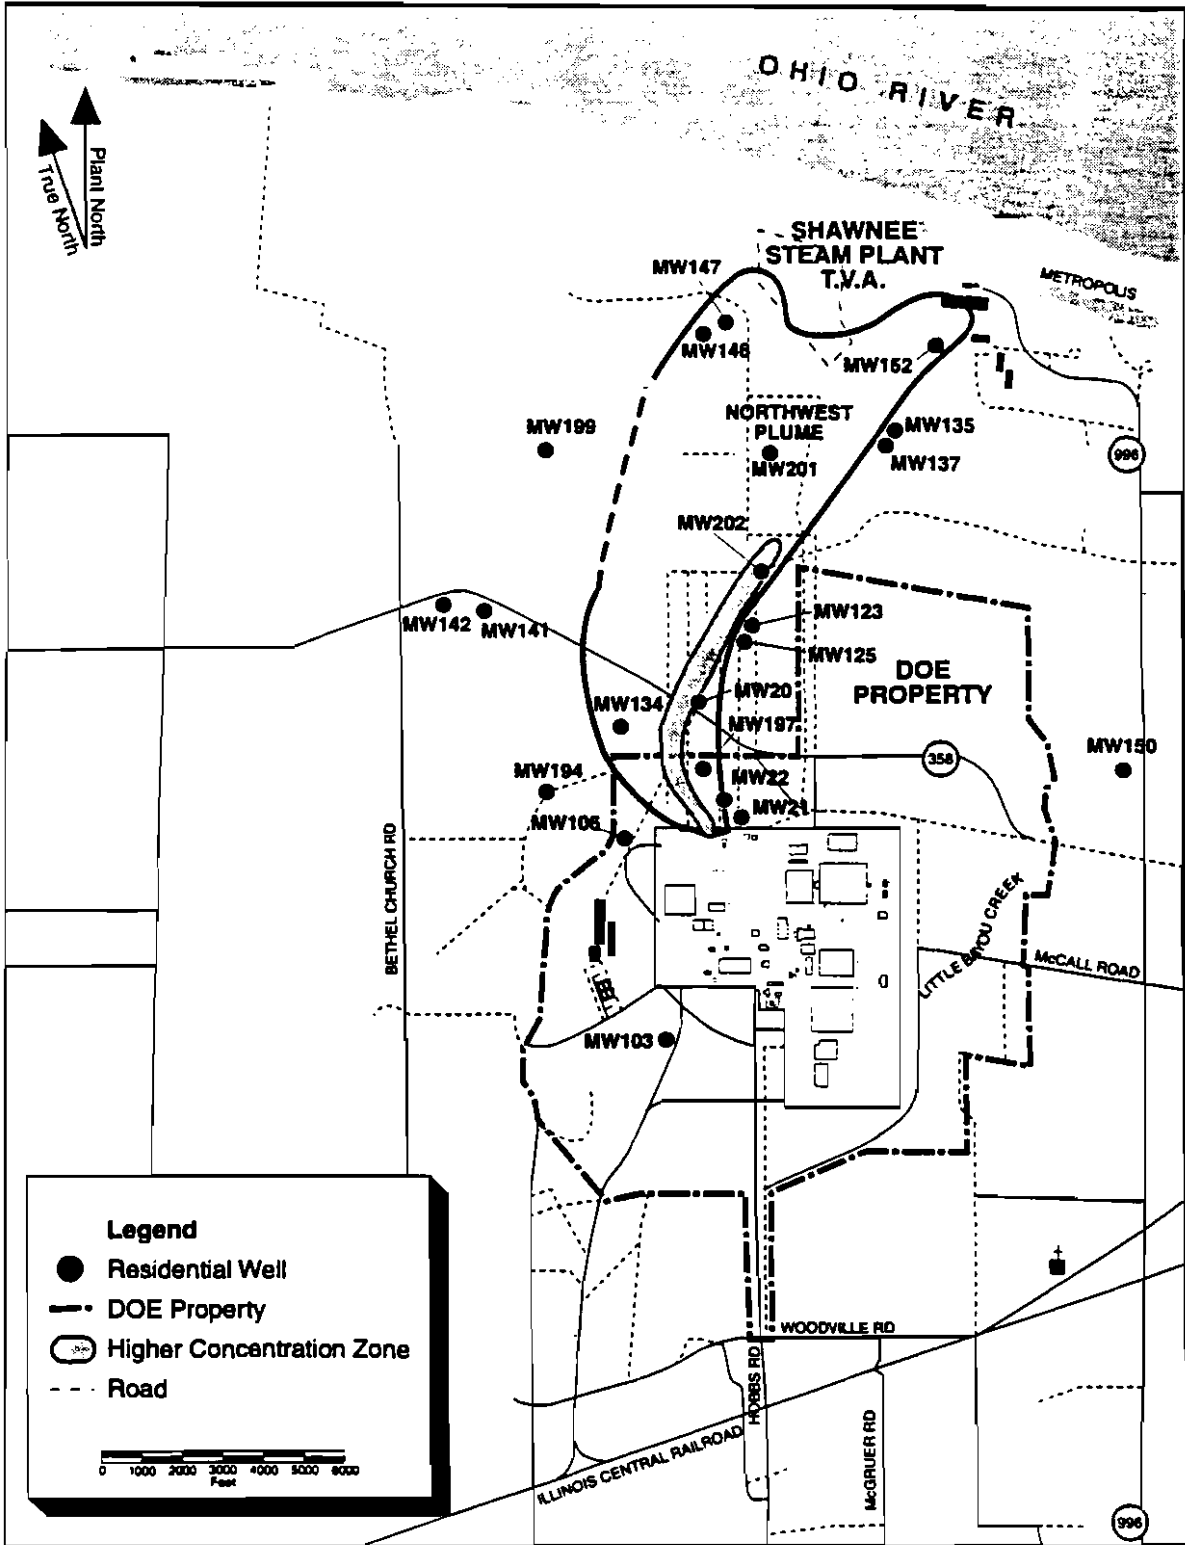 OHIO RIVER
Plant North
True North
SHAWNEE
STEAM PLANT
T.V.A.
METROPOLIS
MW147
MW146
MW152
NORTHWEST
PLUME
MW199
MW201
MW135
MW137
996
MW202
MW142
MW141
MW123
MW125
DOE
PROPERTY
MW20
MW134
MW197
MW150
358
MW194
MW22
MW21
MW106
BETHEL CHURCH RD
LITTLE BAYOU CREEK
McCALL ROAD
MW103
Legend
Residential Well
DOE Property
Higher Concentration Zone
Road
0 1000 2000 3000 4000 5000 6000
Feet
WOODVILLE RD
HOBBS RD
ILLINOIS CENTRAL RAILROAD
McGRUER RD
996